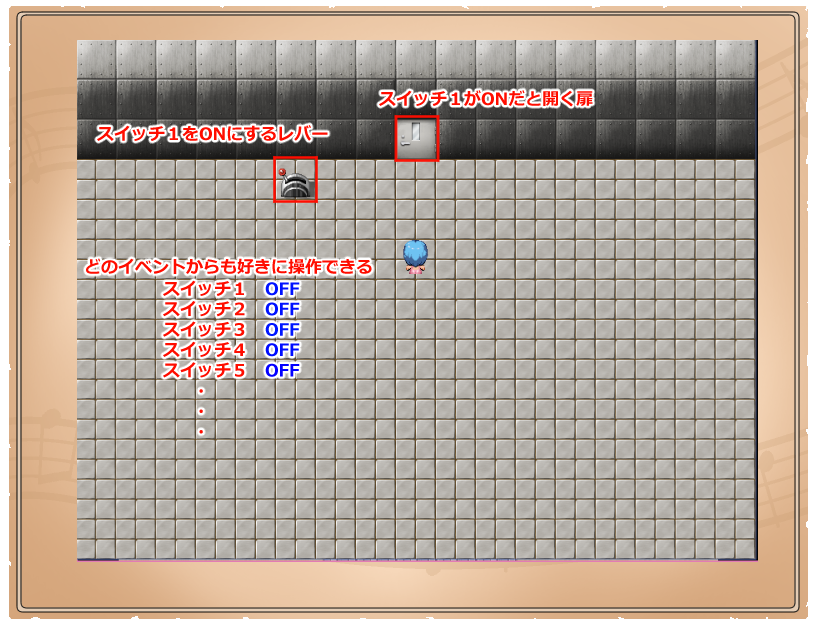 スイッチ１がONだと開く扉
スイッチ１をONにするレバー
どのイベントからも好きに操作できる
スイッチ１ OFF
スイッチ２ OFF
スイッチ３ OFF
スイッチ４ OFF
スイッチ５ OFF
・
・
・